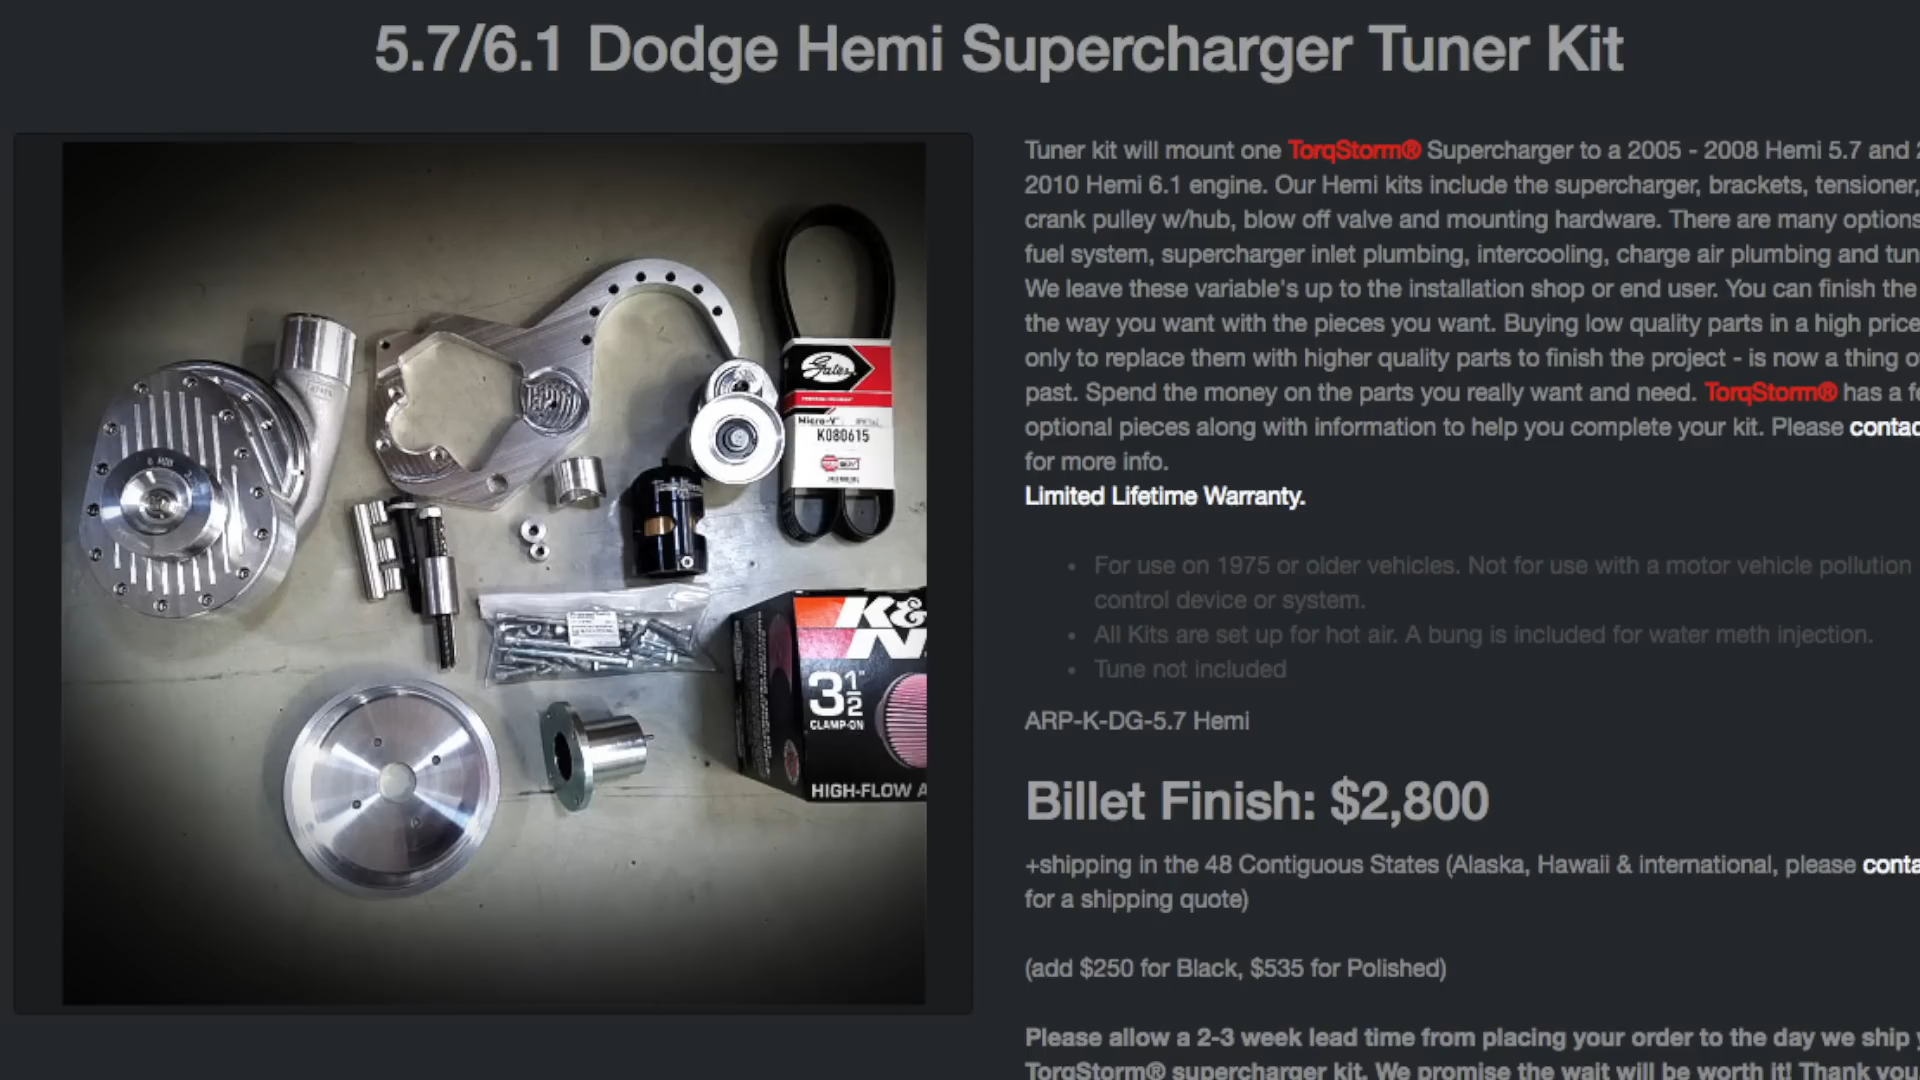 5.7/6.1 Dodge Hemi Supercharger Tuner Kit
Tuner kit will mount one TorqStorm® Supercharger to a 2005 - 2008 Hemi 5.7 and
2010 Hemi 6.1 engine. Our Hemi kits include the supercharger, brackets, tensioner,
crank pulley w/hub, blow off valve and mounting hardware. There are many options
fuel system, supercharger inlet plumbing, intercooling, charge air plumbing and
We leave these variable's up to the installation shop or end user. You can finish the
the way you want with the pieces you want. Buying low quality parts in a high
only to replace them with higher quality parts to finish the project - is now a thing
past. Spend the money on the parts you really want and need. TorqStorm® has a
optional pieces along with information to help you complete your kit. Please
for more info.
Limited Lifetime Warranty.
• For use on 1975 or older vehicles. Not for use with a motor vehicle pollution
control device or system.
• All Kits are set up for hot air. A bung is included for water meth injection.
• Tune not included
ARP-K-DG-5.7 Hemi
Billet Finish: $2,800
+shipping in the 48 Contiguous States (Alaska, Hawaii & international, please
for a shipping quote)
(add $250 for Black, $535 for Polished)
Please allow a 2-3 week lead time from placing your order to the day we ship
TorqStorm® supercharger kit. We promise the wait will be worth it! Thank you
Gates
Micro-V
K080615
K&
N
3 1/2"
CLAMP-ON
HIGH-FLOW A